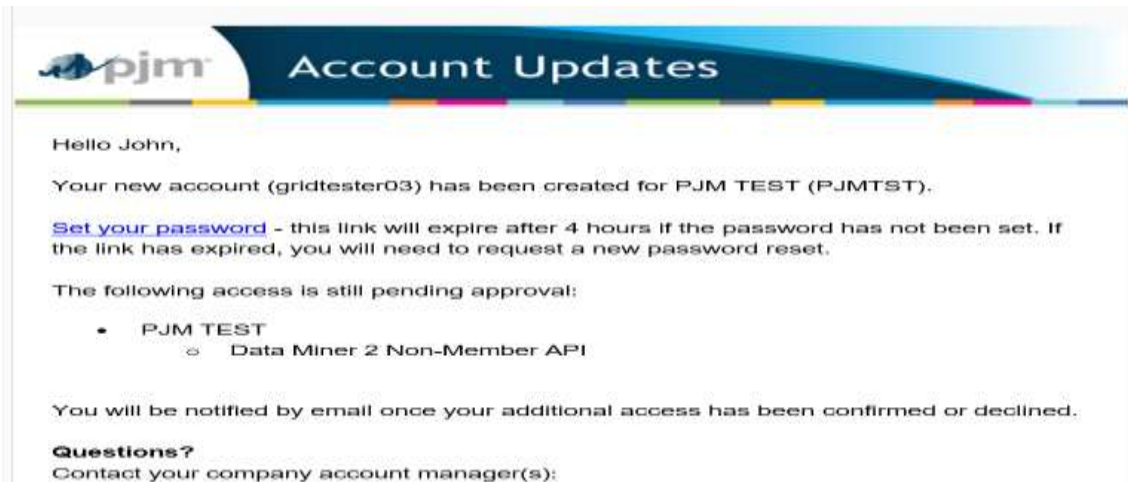 pjm Account Updates
Hello John,
Your new account (gridtester03) has been created for PJM TEST (PJMTST).
Set your password - this link will expire after 4 hours if the password has not been set. If
the link has expired, you will need to request a new password reset.
The following access is still pending approval:
• PJM TEST
o Data Miner 2 Non-Member API
You will be notified by email once your additional access has been confirmed or declined.
Questions?
Contact your company account manager(s):